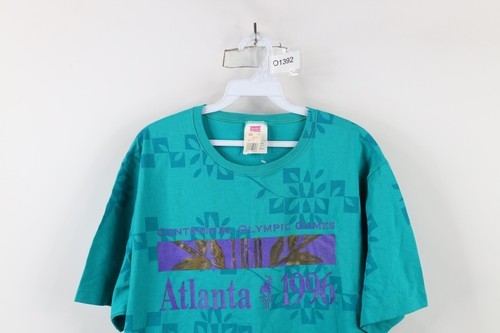 O1392
CENTENNIAL OLYMPIC GAMES
Atlanta 1996